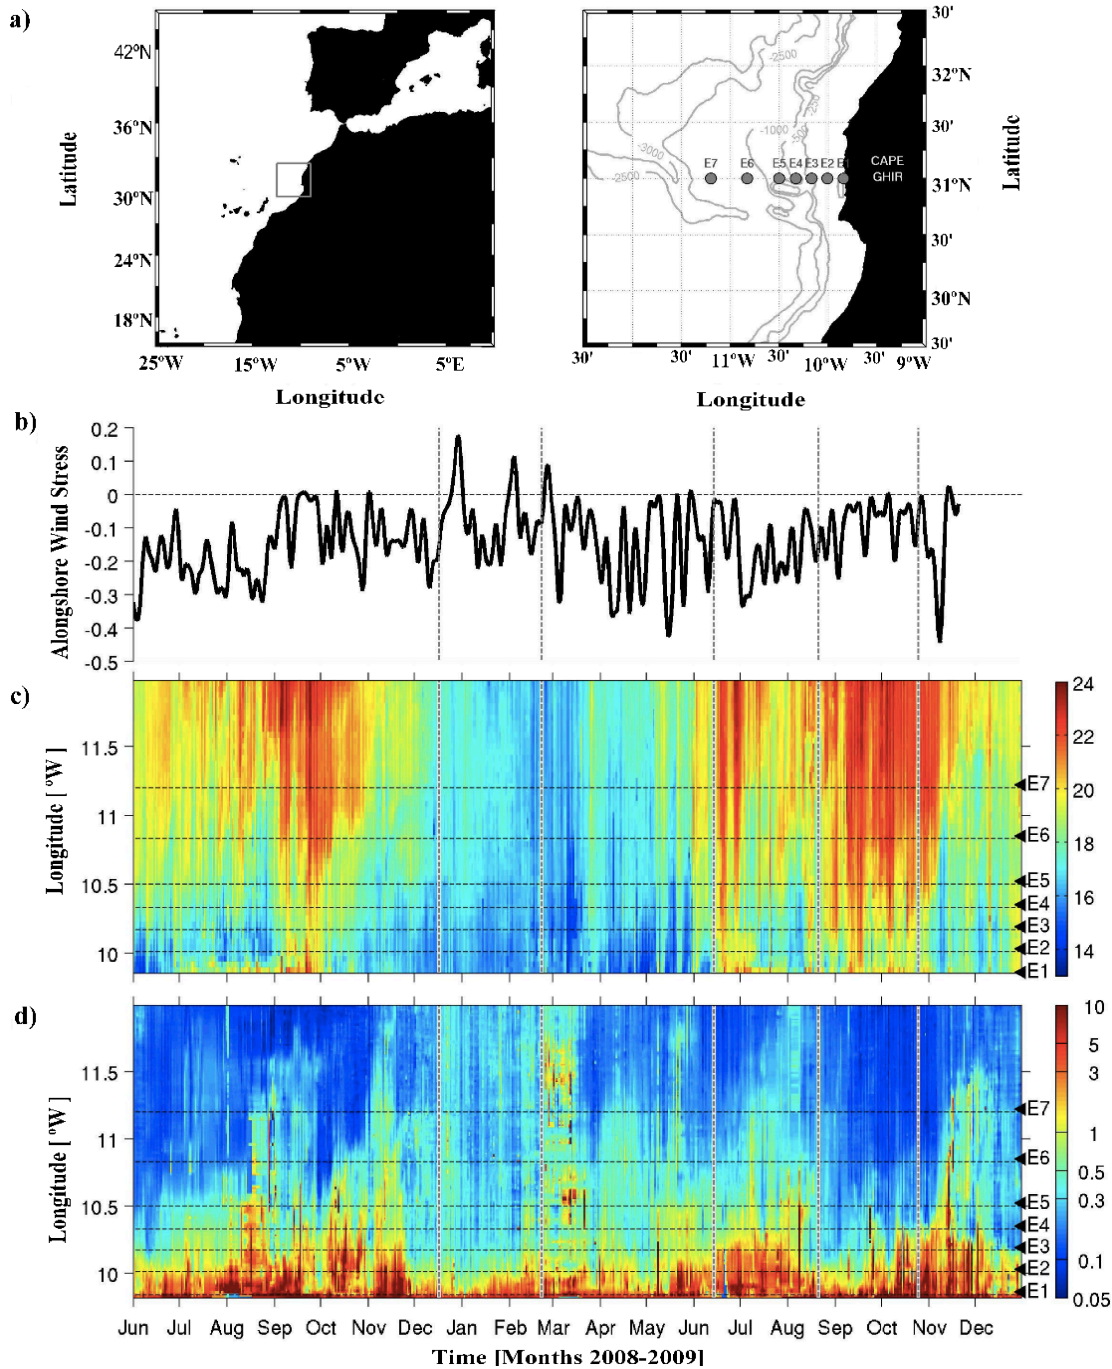 a)
42ºN
36ºN
30ºN
24ºN
18ºN
Latitude
25ºW 15ºW 5ºW 5ºE
Longitude
30'
32ºN
30'
31ºN
30'
30ºN
30'
Latitude
-2500
-250
-1000
-500
-3000
-2500
E7 E6 E5 E4 E3 E2 E1
CAPE
GHIR
30' 30' 11ºW 30' 10ºW 30' 9ºW
Longitude
b)
Alongshore Wind Stress
0.2
0.1
0
-0.1
-0.2
-0.3
-0.4
-0.5
c)
Longitude [ ºW ]
11.5
11
10.5
10
E7
E6
E5
E4
E3
E2
E1
24
22
20
18
16
14
13
d)
Longitude [ ºW ]
11.5
11
10.5
10
E7
E6
E5
E4
E3
E2
E1
10
5
3
1
0.5
0.3
0.1
0.05
Jun Jul Aug Sep Oct Nov Dec Jan Feb Mar Apr May Jun Jul Aug Sep Oct Nov Dec
Time [Months 2008-2009]